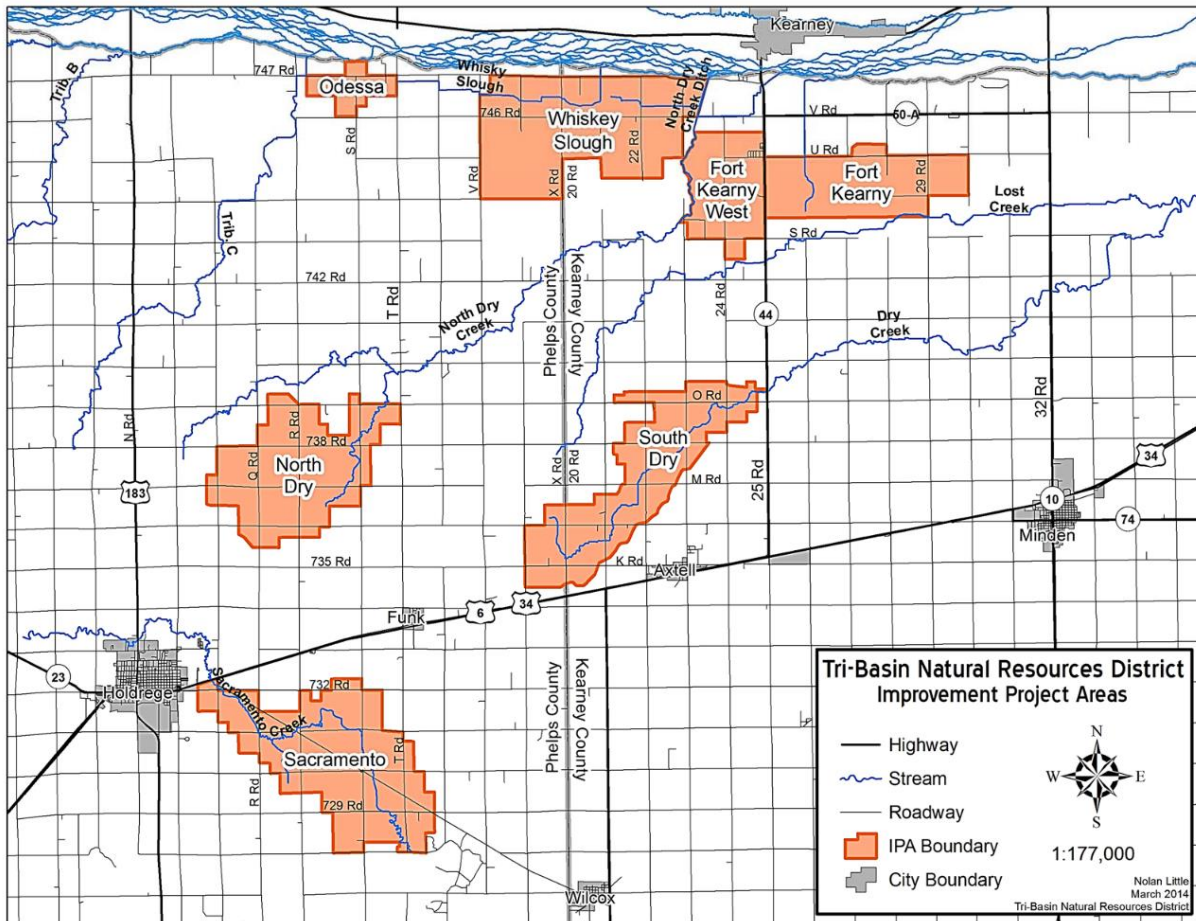 Kearney
Trib. B
747 Rd
Odessa
Whisky
Slough
746 Rd
S Rd
Whiskey
Slough
North Dry
Creek Ditch
22 Rd
V Rd
X Rd
20 Rd
V Rd
50-A
U Rd
Fort
Kearny
West
Fort
Kearny
29 Rd
Lost
Creek
S Rd
Trib. C
742 Rd
T Rd
North Dry
Creek
Phelps County
Kearney County
24 Rd
44
Dry
Creek
N Rd
R Rd
738 Rd
Q Rd
North
Dry
O Rd
South
Dry
M Rd
X Rd
20 Rd
25 Rd
32 Rd
34
183
10
74
Minden
735 Rd
K Rd
Axtell
Funk
6
34
23
Holdrege
Sacramento
Creek
732 Rd
Sacramento
T Rd
R Rd
729 Rd
Phelps County
Kearney County
Wilcox
Tri-Basin Natural Resources District
Improvement Project Areas
Highway
Stream
Roadway
IPA Boundary
City Boundary
N
W
E
S
1:177,000
Nolan Little
March 2014
Tri-Basin Natural Resources District